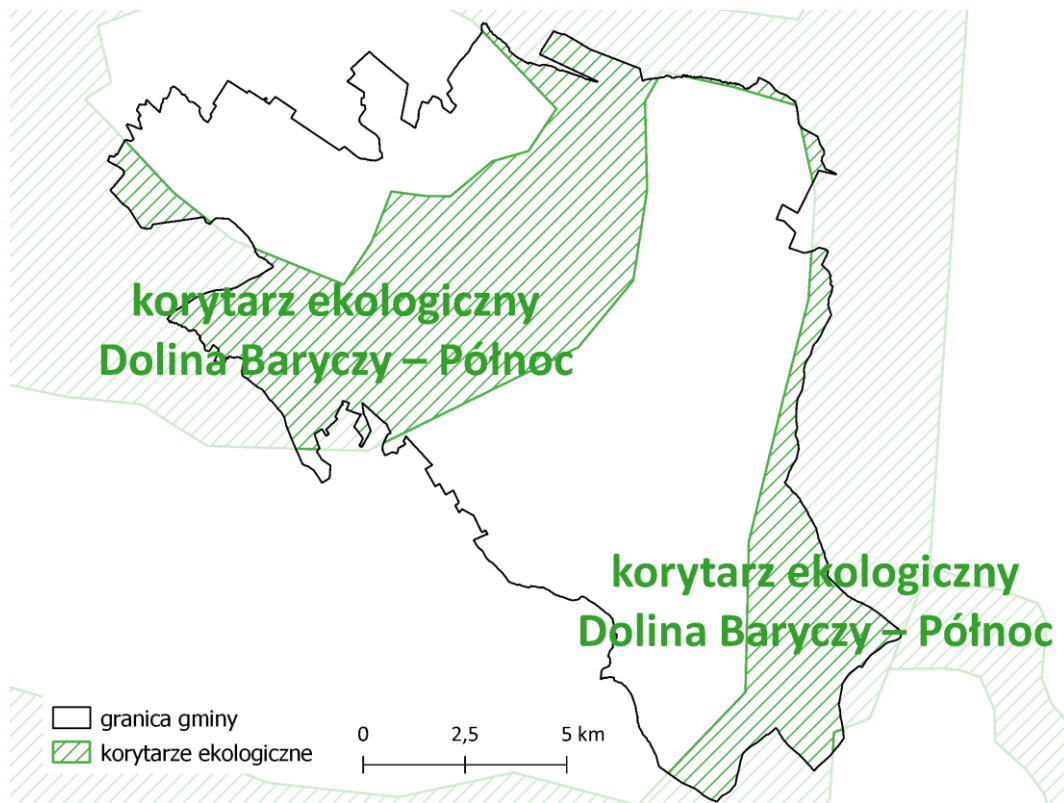 korytarz ekologiczny
Dolina Baryczy – Północ
korytarz ekologiczny
Dolina Baryczy – Północ
granica gminy
korytarze ekologiczne
0 2,5 5 km